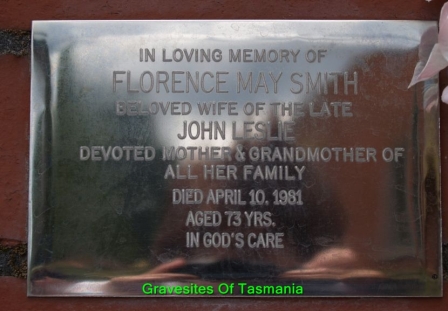 IN LOVING MEMORY OF
FLORENCE MAY SMITH
BELOVED WIFE OF THE LATE
JOHN LESLIE
DEVOTED MOTHER & GRANDMOTHER OF
ALL HER FAMILY
DIED APRIL 10, 1981
AGED 73 YRS.
IN GOD'S CARE
Gravesites Of Tasmania